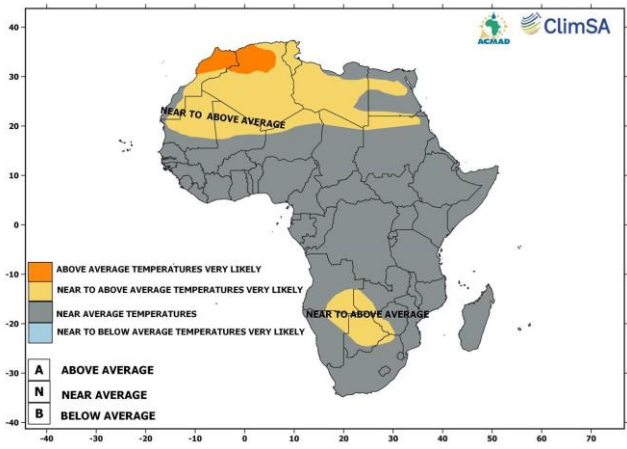 ACMAD
ClimSA
40
30
20
10
0
-10
-20
-30
-40
NEAR TO ABOVE AVERAGE
NEAR TO ABOVE AVERAGE
ABOVE AVERAGE TEMPERATURES VERY LIKELY
NEAR TO ABOVE AVERAGE TEMPERATURES VERY LIKELY
NEAR AVERAGE TEMPERATURES
NEAR TO BELOW AVERAGE TEMPERATURES VERY LIKELY
A ABOVE AVERAGE
N NEAR AVERAGE
B BELOW AVERAGE
-40 -30 -20 -10 0 10 20 30 40 50 60 70